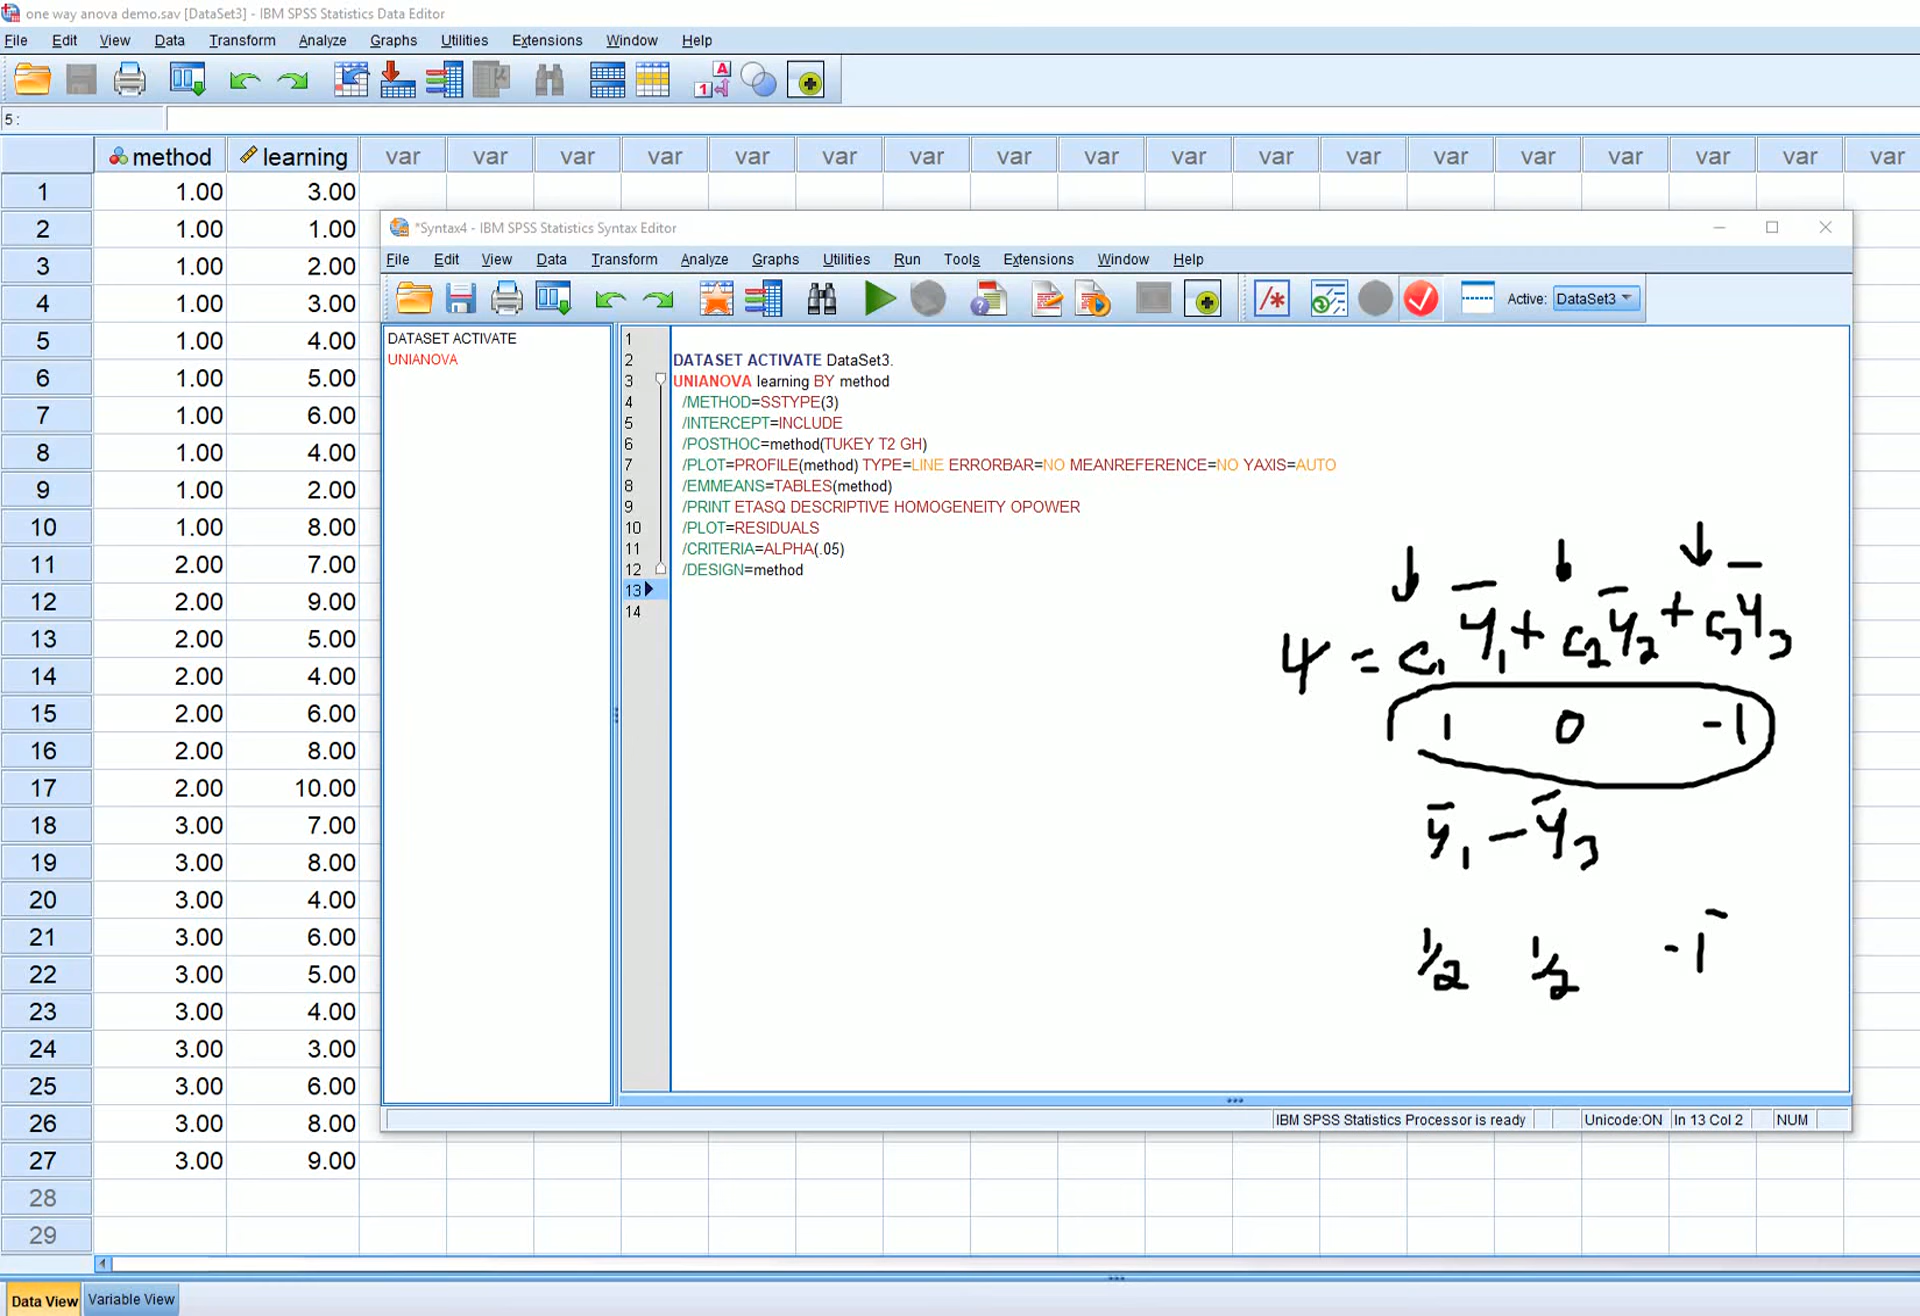 one way anova demo.sav [DataSet3] - IBM SPSS Statistics Data Editor
File Edit View Data Transform Analyze Graphs Utilities Extensions Window Help
5 :
method learning var var var var var var var var var var var var var var var var var var
1 1.00 3.00
2 1.00 1.00
3 1.00 2.00
4 1.00 3.00
5 1.00 4.00
6 1.00 5.00
7 1.00 6.00
8 1.00 4.00
9 1.00 2.00
10 1.00 8.00
11 2.00 7.00
12 2.00 9.00
13 2.00 5.00
14 2.00 4.00
15 2.00 6.00
16 2.00 8.00
17 2.00 10.00
18 3.00 7.00
19 3.00 8.00
20 3.00 4.00
21 3.00 6.00
22 3.00 5.00
23 3.00 4.00
24 3.00 3.00
25 3.00 6.00
26 3.00 8.00
27 3.00 9.00
28
29
*Syntax4 - IBM SPSS Statistics Syntax Editor
File Edit View Data Transform Analyze Graphs Utilities Run Tools Extensions Window Help
Active: DataSet3
DATASET ACTIVATE
UNIANOVA
1
2 DATASET ACTIVATE DataSet3.
3 UNIANOVA learning BY method
4 /METHOD=SSTYPE(3)
5 /INTERCEPT=INCLUDE
6 /POSTHOC=method(TUKEY T2 GH)
7 /PLOT=PROFILE(method) TYPE=LINE ERRORBAR=NO MEANREFERENCE=NO YAXIS=AUTO
8 /EMMEANS=TABLES(method)
9 /PRINT ETASQ DESCRIPTIVE HOMOGENEITY OPOWER
10 /PLOT=RESIDUALS
11 /CRITERIA=ALPHA(.05)
12 /DESIGN=method
13
14
ψ = c₁ȳ₁ + c₂ȳ₂ + c₃ȳ₃
1 0 -1
ȳ₁ - ȳ₃
1/2 1/2 -1
IBM SPSS Statistics Processor is ready Unicode:ON In 13 Col 2 NUM
Data View Variable View